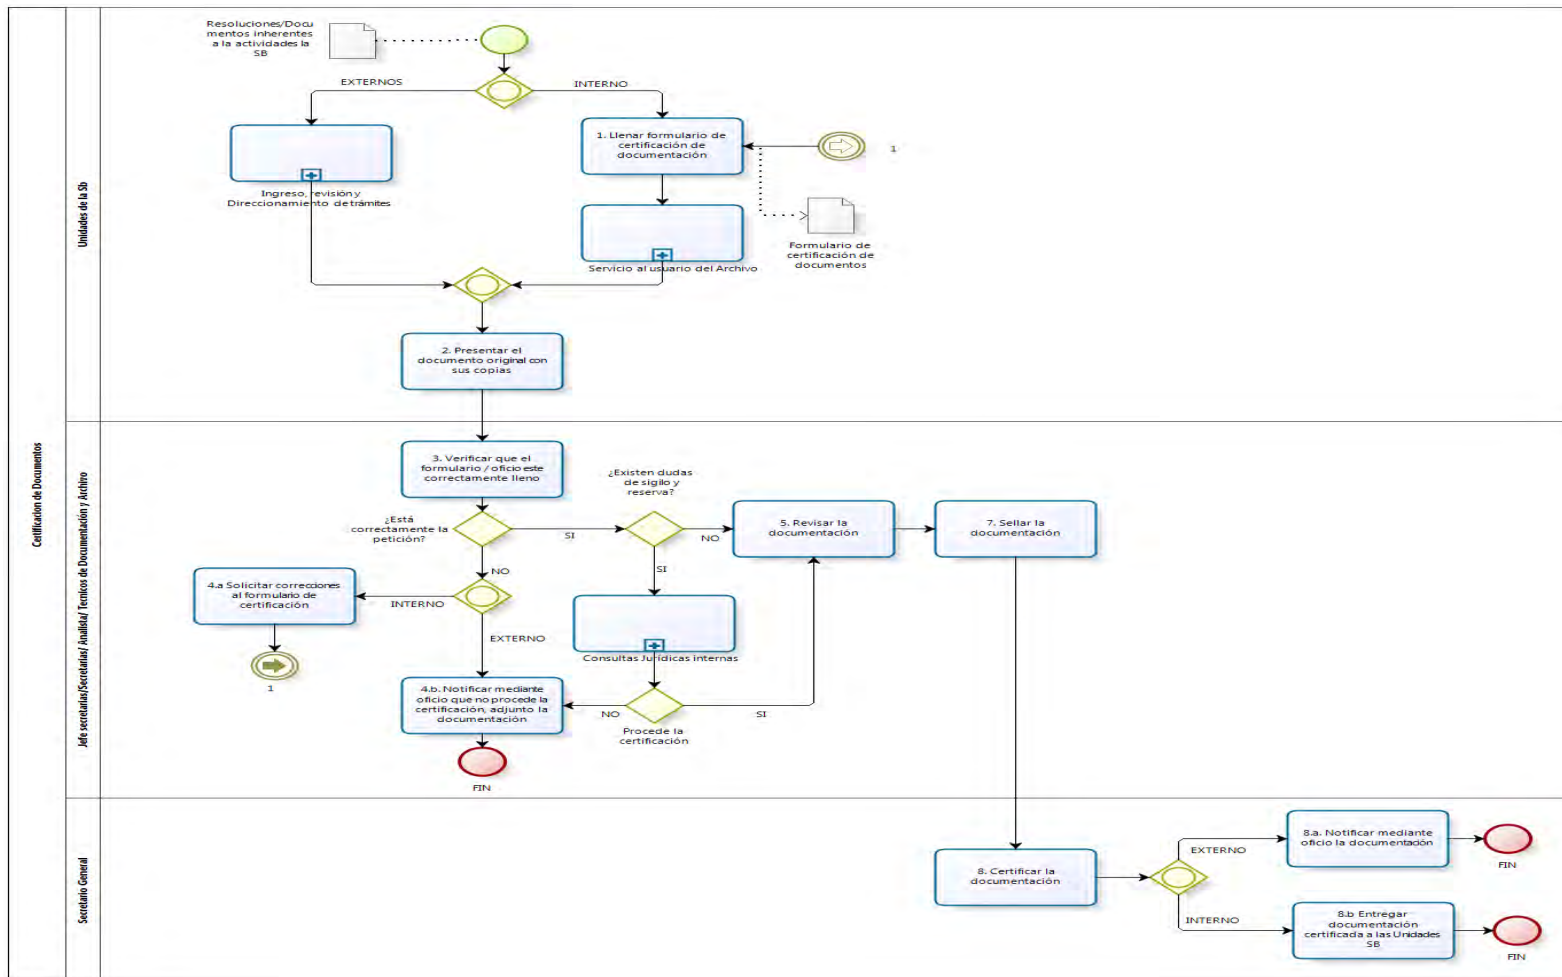 Certificacion de Documentos
Unidades de la Sb
Resoluciones/Docu
mentos inherentes
a la actividades la
SB
EXTERNOS
INTERNO
Ingreso, revisión y
Direccionamiento de trámites
1. Llenar formulario de
certificación de
documentación
1
Servicio al usuario del Archivo
Formulario de
certificación de
documentos
2. Presentar el
documento original con
sus copias
Jefe secretarias/Secretarias/ Analista/ Tecnicos de Documentación y Archivo
3. Verificar que el
formulario / oficio este
correctamente lleno
¿Está
correctamente la
petición?
SI
¿Existen dudas
de sigilo y
reserva?
NO
5. Revisar la
documentación
7. Sellar la
documentación
NO
SI
4.a Solicitar correcciones
al formulario de
certificación
INTERNO
1
EXTERNO
Consultas Jurídicas internas
4.b. Notificar mediante
oficio que no procede la
certificación, adjunto la
documentación
NO
SI
Procede la
certificación
FIN
Secretario General
8. Certificar la
documentación
EXTERNO
8.a. Notificar mediante
oficio la documentación
FIN
INTERNO
8.b Entregar
documentación
certificada a las Unidades
SB
FIN